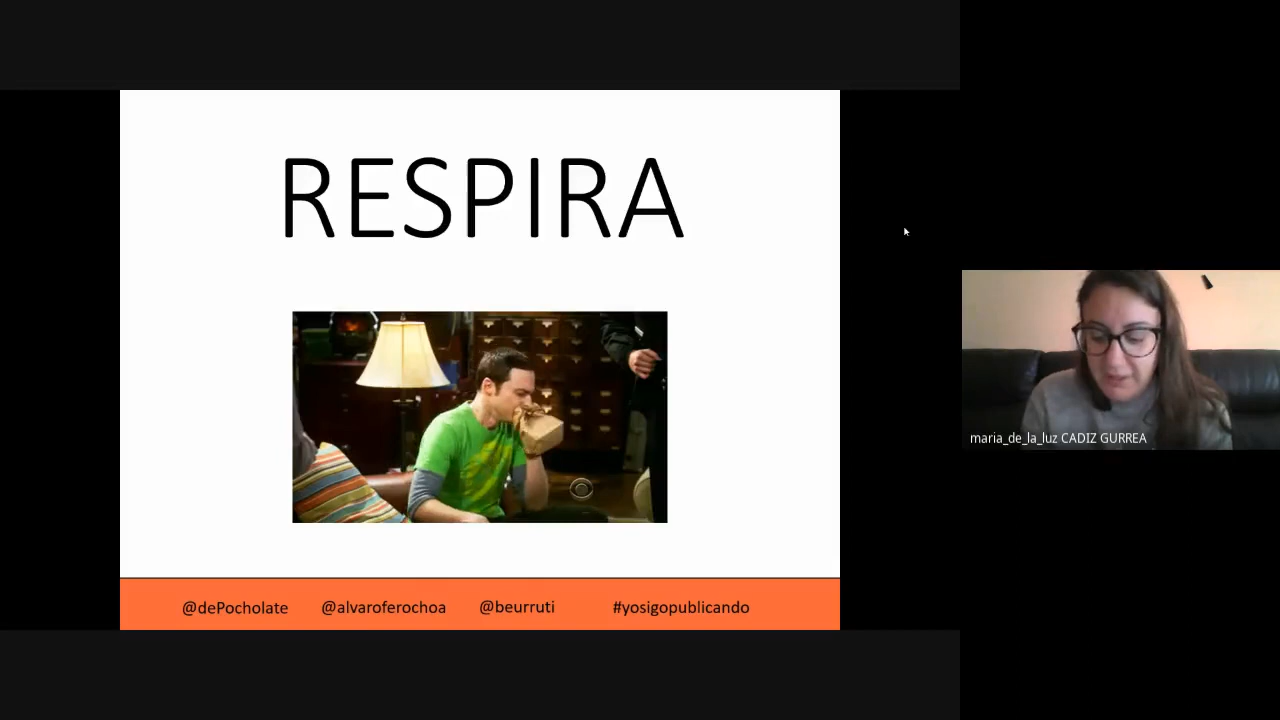 RESPIRA
@dePocholate @alvaroferochoa @beurruti #yosigopublicando
maria_de_la_luz CADIZ GURREA